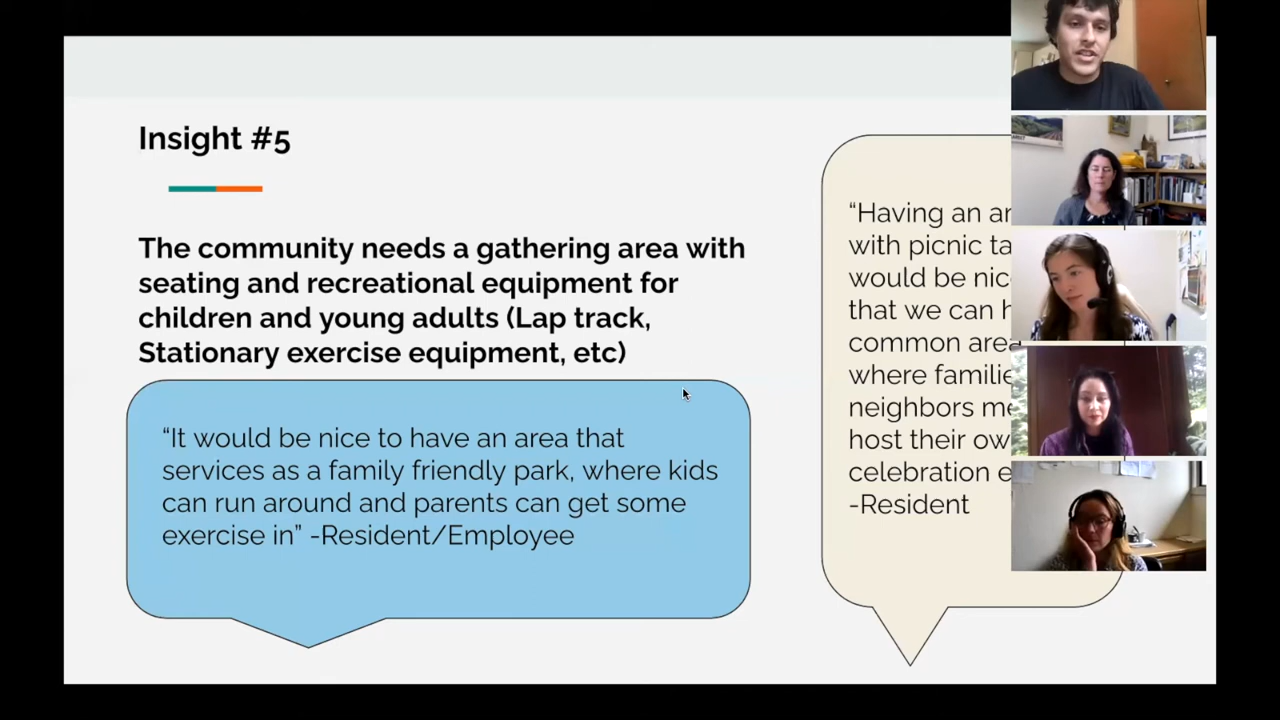 Insight #5
The community needs a gathering area with
seating and recreational equipment for
children and young adults (Lap track,
Stationary exercise equipment, etc)
“It would be nice to have an area that
services as a family friendly park, where kids
can run around and parents can get some
exercise in” -Resident/Employee
“Having an
with picnic
would be
that we can
common
where
neighbors
host their
celebration
-Resident